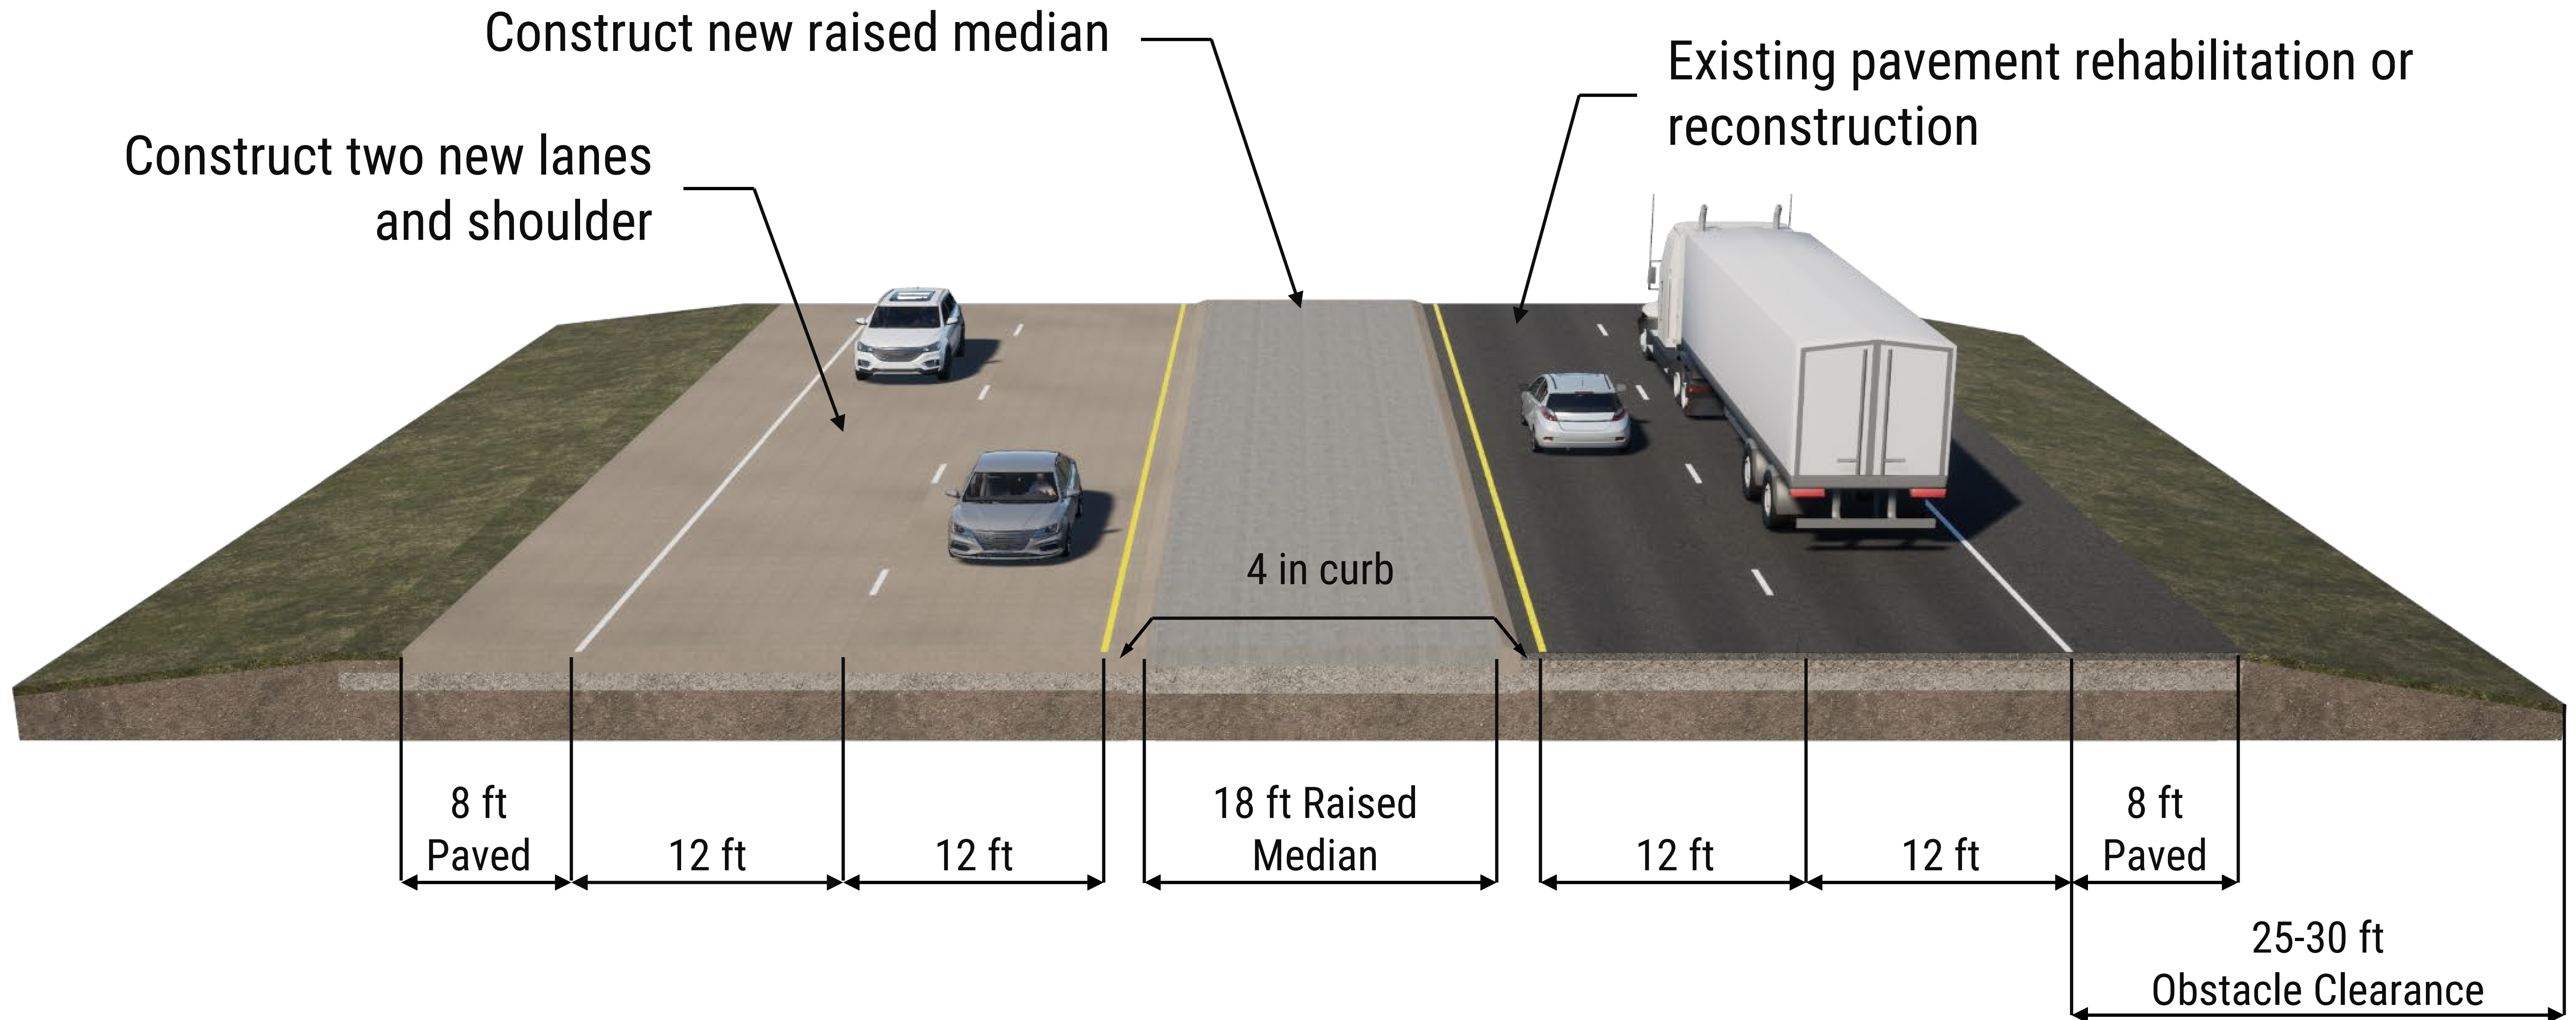 Construct new raised median
Existing pavement rehabilitation or
reconstruction
Construct two new lanes
and shoulder
4 in curb
8 ft
Paved
12 ft
12 ft
18 ft Raised
Median
12 ft
12 ft
8 ft
Paved
25-30 ft
Obstacle Clearance